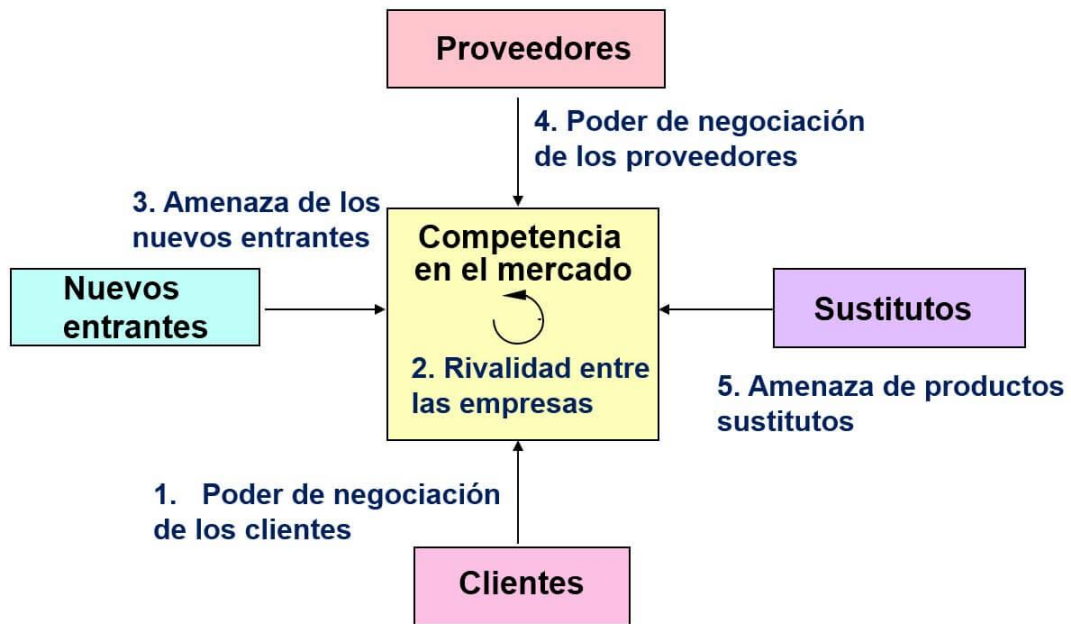 Proveedores
4. Poder de negociación
de los proveedores
3. Amenaza de los
nuevos entrantes
Competencia
en el mercado
Nuevos
entrantes
Sustitutos
2. Rivalidad entre
las empresas
5. Amenaza de productos
sustitutos
1. Poder de negociación
de los clientes
Clientes